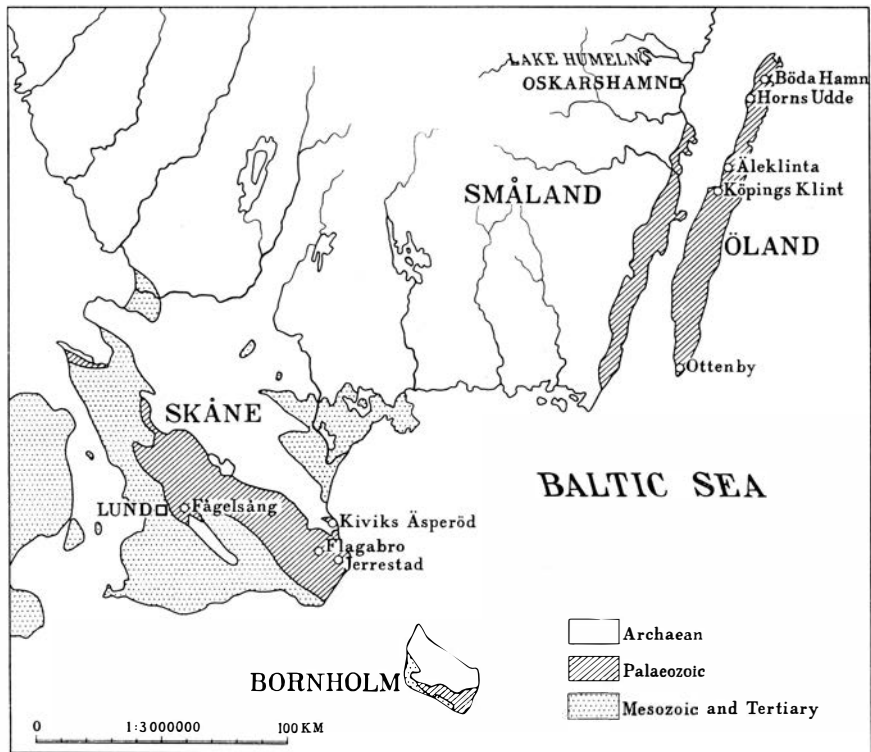 LAKE HUMELN
OSKARSHAMN
Böda Hamn
Horns Udde
Äleklinta
Köpings Klint
SMÅLAND
ÖLAND
Ottenby
SKÅNE
BALTIC SEA
LUND
Fågelsång
Kiviks Äsperöd
Flagabro
Jerrestad
BORNHOLM
Archaean
Palaeozoic
Mesozoic and Tertiary
0 1:3000000 100 KM